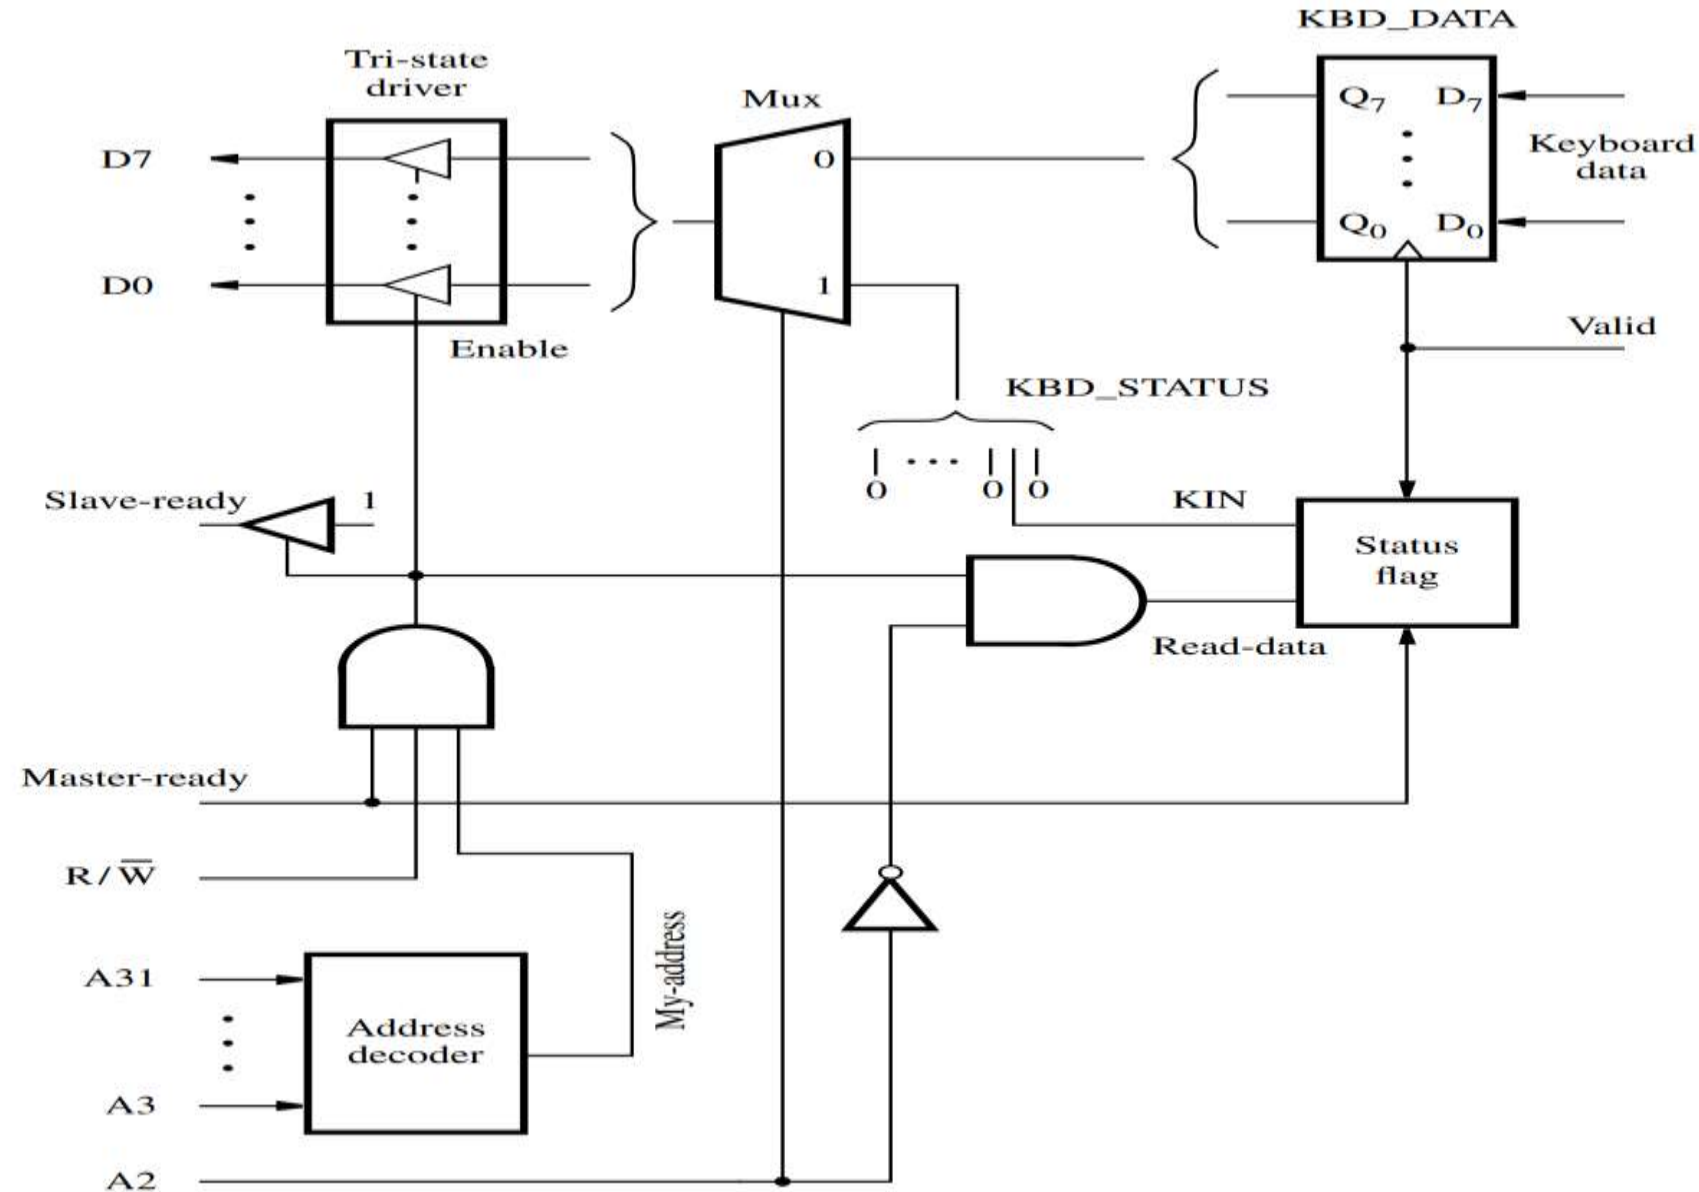 KBD_DATA
Tri-state
driver
Mux
Q7 D7
Keyboard
data
Q0 D0
D7
0
D0
1
Enable
Valid
KBD_STATUS
0 0 0
Slave-ready 1
KIN
Status
flag
Read-data
Master-ready
R/W̅
My-address
A31
Address
decoder
A3
A2